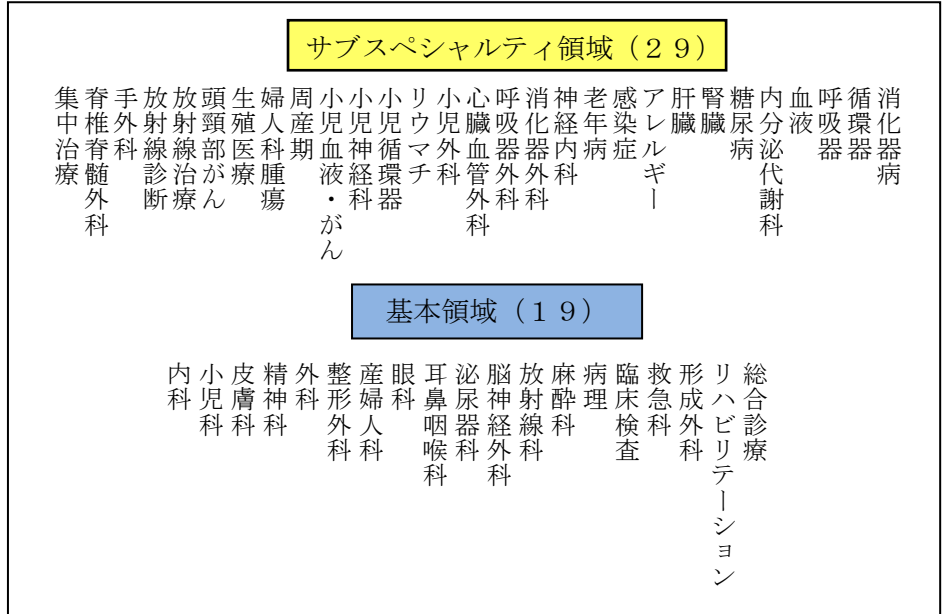 サブスペシャルティ領域（２９）
消化器病
循環器
呼吸器
血液
内分泌代謝科
糖尿病
腎臓
肝臓
アレルギー
感染症
老年病
神経内科
消化器外科
呼吸器外科
心臓血管外科
小児外科
リウマチ
小児循環器
小児神経科
小児血液・がん
周産期
婦人科腫瘍
生殖医療
頭頸部がん
放射線治療
放射線診断
手外科
脊椎脊髄外科
集中治療
基本領域（１９）
総合診療
リハビリテーション
形成外科
救急科
臨床検査
病理
麻酔科
放射線科
脳神経外科
泌尿器科
耳鼻咽喉科
眼科
産婦人科
整形外科
外科
精神科
皮膚科
小児科
内科